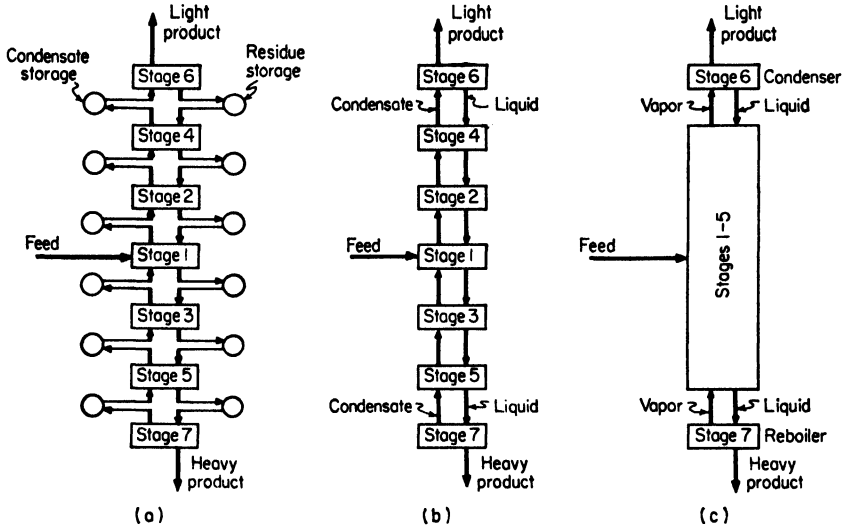 Light
product
Condensate
storage
Residue
storage
Stage 6
Stage 4
Stage 2
Feed
Stage 1
Stage 3
Stage 5
Stage 7
Heavy
product
(a)
Light
product
Stage 6
Condensate
Liquid
Stage 4
Stage 2
Feed
Stage 1
Stage 3
Stage 5
Condensate
Liquid
Stage 7
Heavy
product
(b)
Light
product
Stage 6 Condenser
Vapor
Liquid
Feed
Stages 1-5
Vapor
Liquid
Stage 7 Reboiler
Heavy
product
(c)